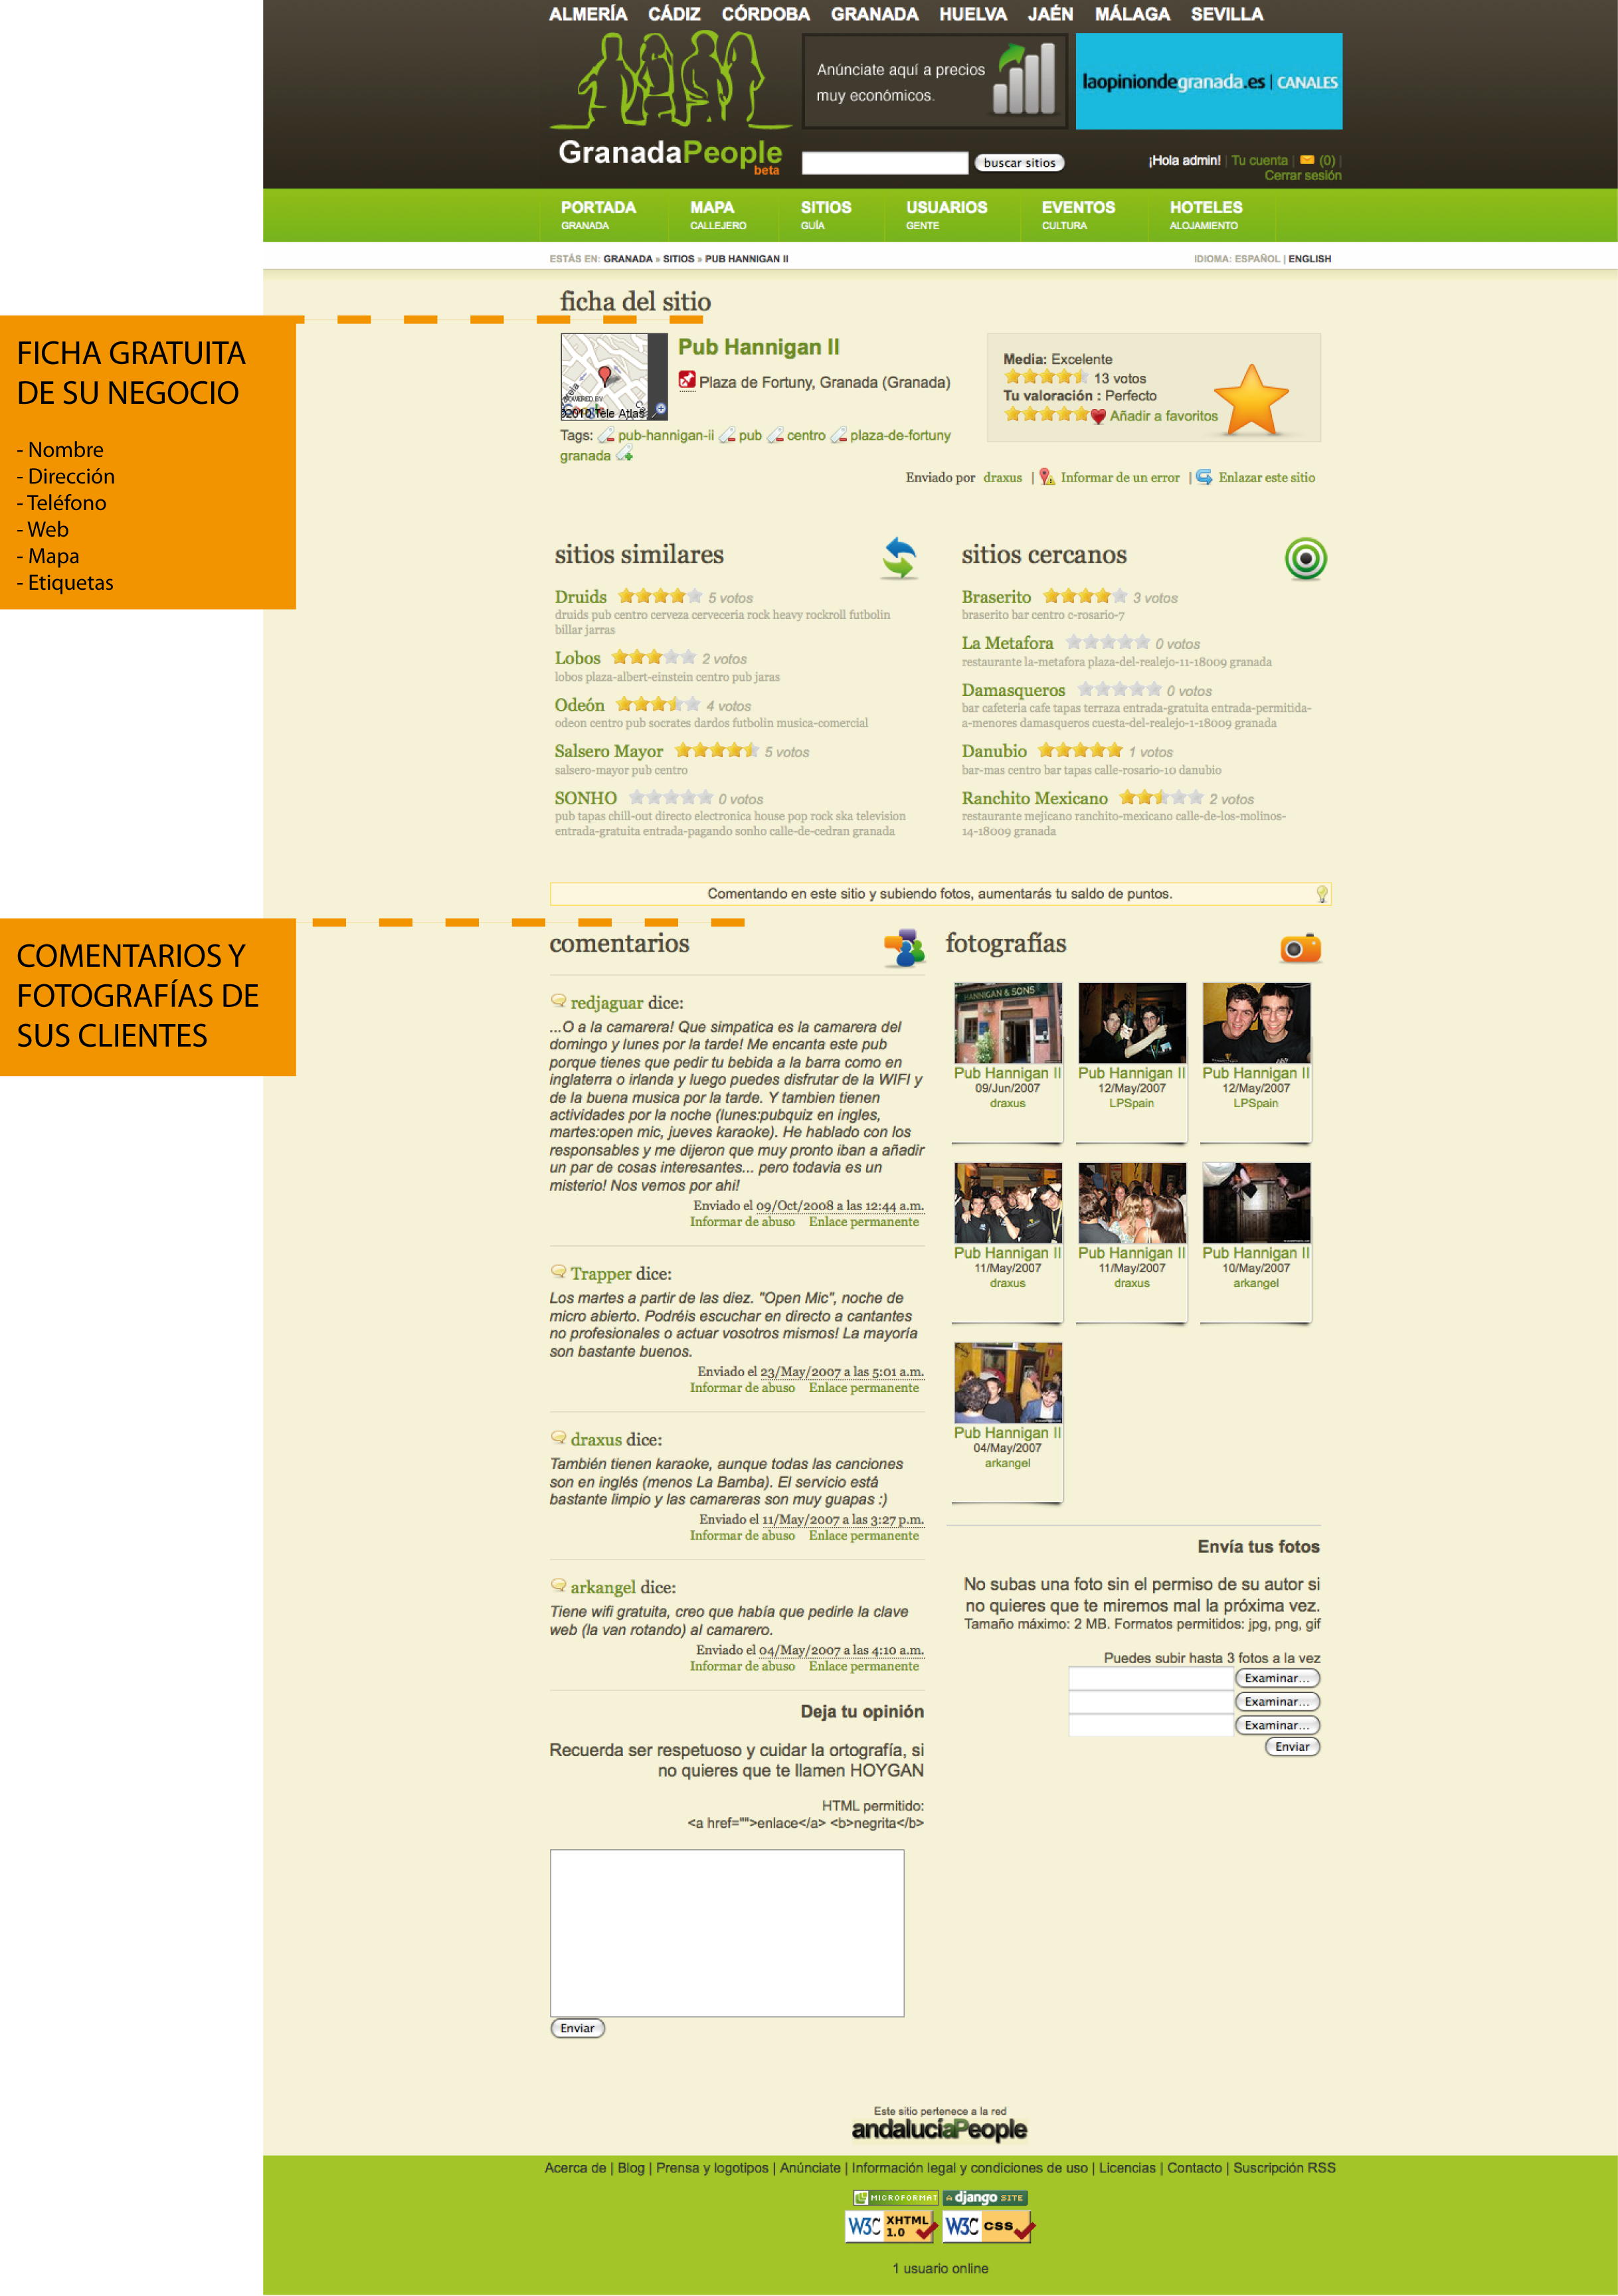 ALMERÍA CÁDIZ CÓRDOBA GRANADA HUELVA JAÉN MÁLAGA SEVILLA
Anúnciate aquí a precios
muy económicos.
laopiniondegranada.es | CANALES
GranadaPeople
beta
buscar sitios
¡Hola admin! | Tu cuenta | (0) |
Cerrar sesión
PORTADA MAPA SITIOS USUARIOS EVENTOS HOTELES
GRANADA CALLEJERO GUÍA GENTE CULTURA ALOJAMIENTO
ESTÁS EN: GRANADA » SITIOS » PUB HANNIGAN II
IDIOMA: ESPAÑOL | ENGLISH
FICHA GRATUITA
DE SU NEGOCIO
- Nombre
- Dirección
- Teléfono
- Web
- Mapa
- Etiquetas
ficha del sitio
Pub Hannigan II
Plaza de Fortuny, Granada (Granada)
Tele Atlas
Tags: pub-hannigan-ii pub centro plaza-de-fortuny
granada
Media: Excelente
13 votos
Tu valoración : Perfecto
Añadir a favoritos
Enviado por draxus | Informar de un error | Enlazar este sitio
sitios similares
Druids 5 votos
druids pub centro cerveza cerveceria rock heavy rockroll futbolin
billar jarras
Lobos 2 votos
lobos plaza-albert-einstein centro pub jaras
Odeón 4 votos
odeon centro pub socrates dardos futbolin musica-comercial
Salsero Mayor 5 votos
salsero-mayor pub centro
SONHO 0 votos
pub tapas chill-out directo electronica house pop rock ska television
entrada-gratuita entrada-pagando sonho calle-de-cedran granada
sitios cercanos
Braserito 3 votos
braserito bar centro c-rosario-7
La Metafora 0 votos
restaurante la-metafora plaza-del-realejo-11-18009 granada
Damasqueros 0 votos
bar cafeteria cafe tapas terraza entrada-gratuita entrada-permitida-
a-menores damasqueros cuesta-del-realejo-1-18009 granada
Danubio 1 votos
bar-mas centro bar tapas calle-rosario-10 danubio
Ranchito Mexicano 2 votos
restaurante mejicano ranchito-mexicano calle-de-los-molinos-
14-18009 granada
Comentando en este sitio y subiendo fotos, aumentarás tu saldo de puntos.
COMENTARIOS Y
FOTOGRAFÍAS DE
SUS CLIENTES
comentarios
redjaguar dice:
...O a la camarera! Que simpatica es la camarera del
domingo y lunes por la tarde! Me encanta este pub
porque tienes que pedir tu bebida a la barra como en
inglaterra o irlanda y luego puedes disfrutar de la WIFI y
de la buena musica por la tarde. Y tambien tienen
actividades por la noche (lunes:pubquiz en ingles,
martes:open mic, jueves karaoke). He hablado con los
responsables y me dijeron que muy pronto iban a añadir
un par de cosas interesantes... pero todavia es un
misterio! Nos vemos por ahi!
Enviado el 09/Oct/2008 a las 12:44 a.m.
Informar de abuso Enlace permanente
Trapper dice:
Los martes a partir de las diez. "Open Mic", noche de
micro abierto. Podréis escuchar en directo a cantantes
no profesionales o actuar vosotros mismos! La mayoría
son bastante buenos.
Enviado el 23/May/2007 a las 5:01 a.m.
Informar de abuso Enlace permanente
draxus dice:
También tienen karaoke, aunque todas las canciones
son en inglés (menos La Bamba). El servicio está
bastante limpio y las camareras son muy guapas :)
Enviado el 11/May/2007 a las 3:27 p.m.
Informar de abuso Enlace permanente
arkangel dice:
Tiene wifi gratuita, creo que había que pedirle la clave
web (la van rotando) al camarero.
Enviado el 04/May/2007 a las 4:10 a.m.
Informar de abuso Enlace permanente
Deja tu opinión
Recuerda ser respetuoso y cuidar la ortografía, si
no quieres que te llamen HOYGAN
HTML permitido:
<a href="">enlace</a> <b>negrita</b>
Enviar
fotografías
HANNIGAN & SONS
Pub Hannigan II Pub Hannigan II Pub Hannigan II
09/Jun/2007 12/May/2007 12/May/2007
draxus LPSpain LPSpain
Pub Hannigan II Pub Hannigan II Pub Hannigan II
11/May/2007 11/May/2007 10/May/2007
draxus draxus arkangel
Pub Hannigan II
04/May/2007
arkangel
Envía tus fotos
No subas una foto sin el permiso de su autor si
no quieres que te miremos mal la próxima vez.
Tamaño máximo: 2 MB. Formatos permitidos: jpg, png, gif
Puedes subir hasta 3 fotos a la vez
Examinar...
Examinar...
Examinar...
Enviar
Este sitio pertenece a la red
andalucíaPeople
Acerca de | Blog | Prensa y logotipos | Anúnciate | Información legal y condiciones de uso | Licencias | Contacto | Suscripción RSS
MICROFORMAT A django SITE
W3C XHTML 1.0 W3C css
1 usuario online